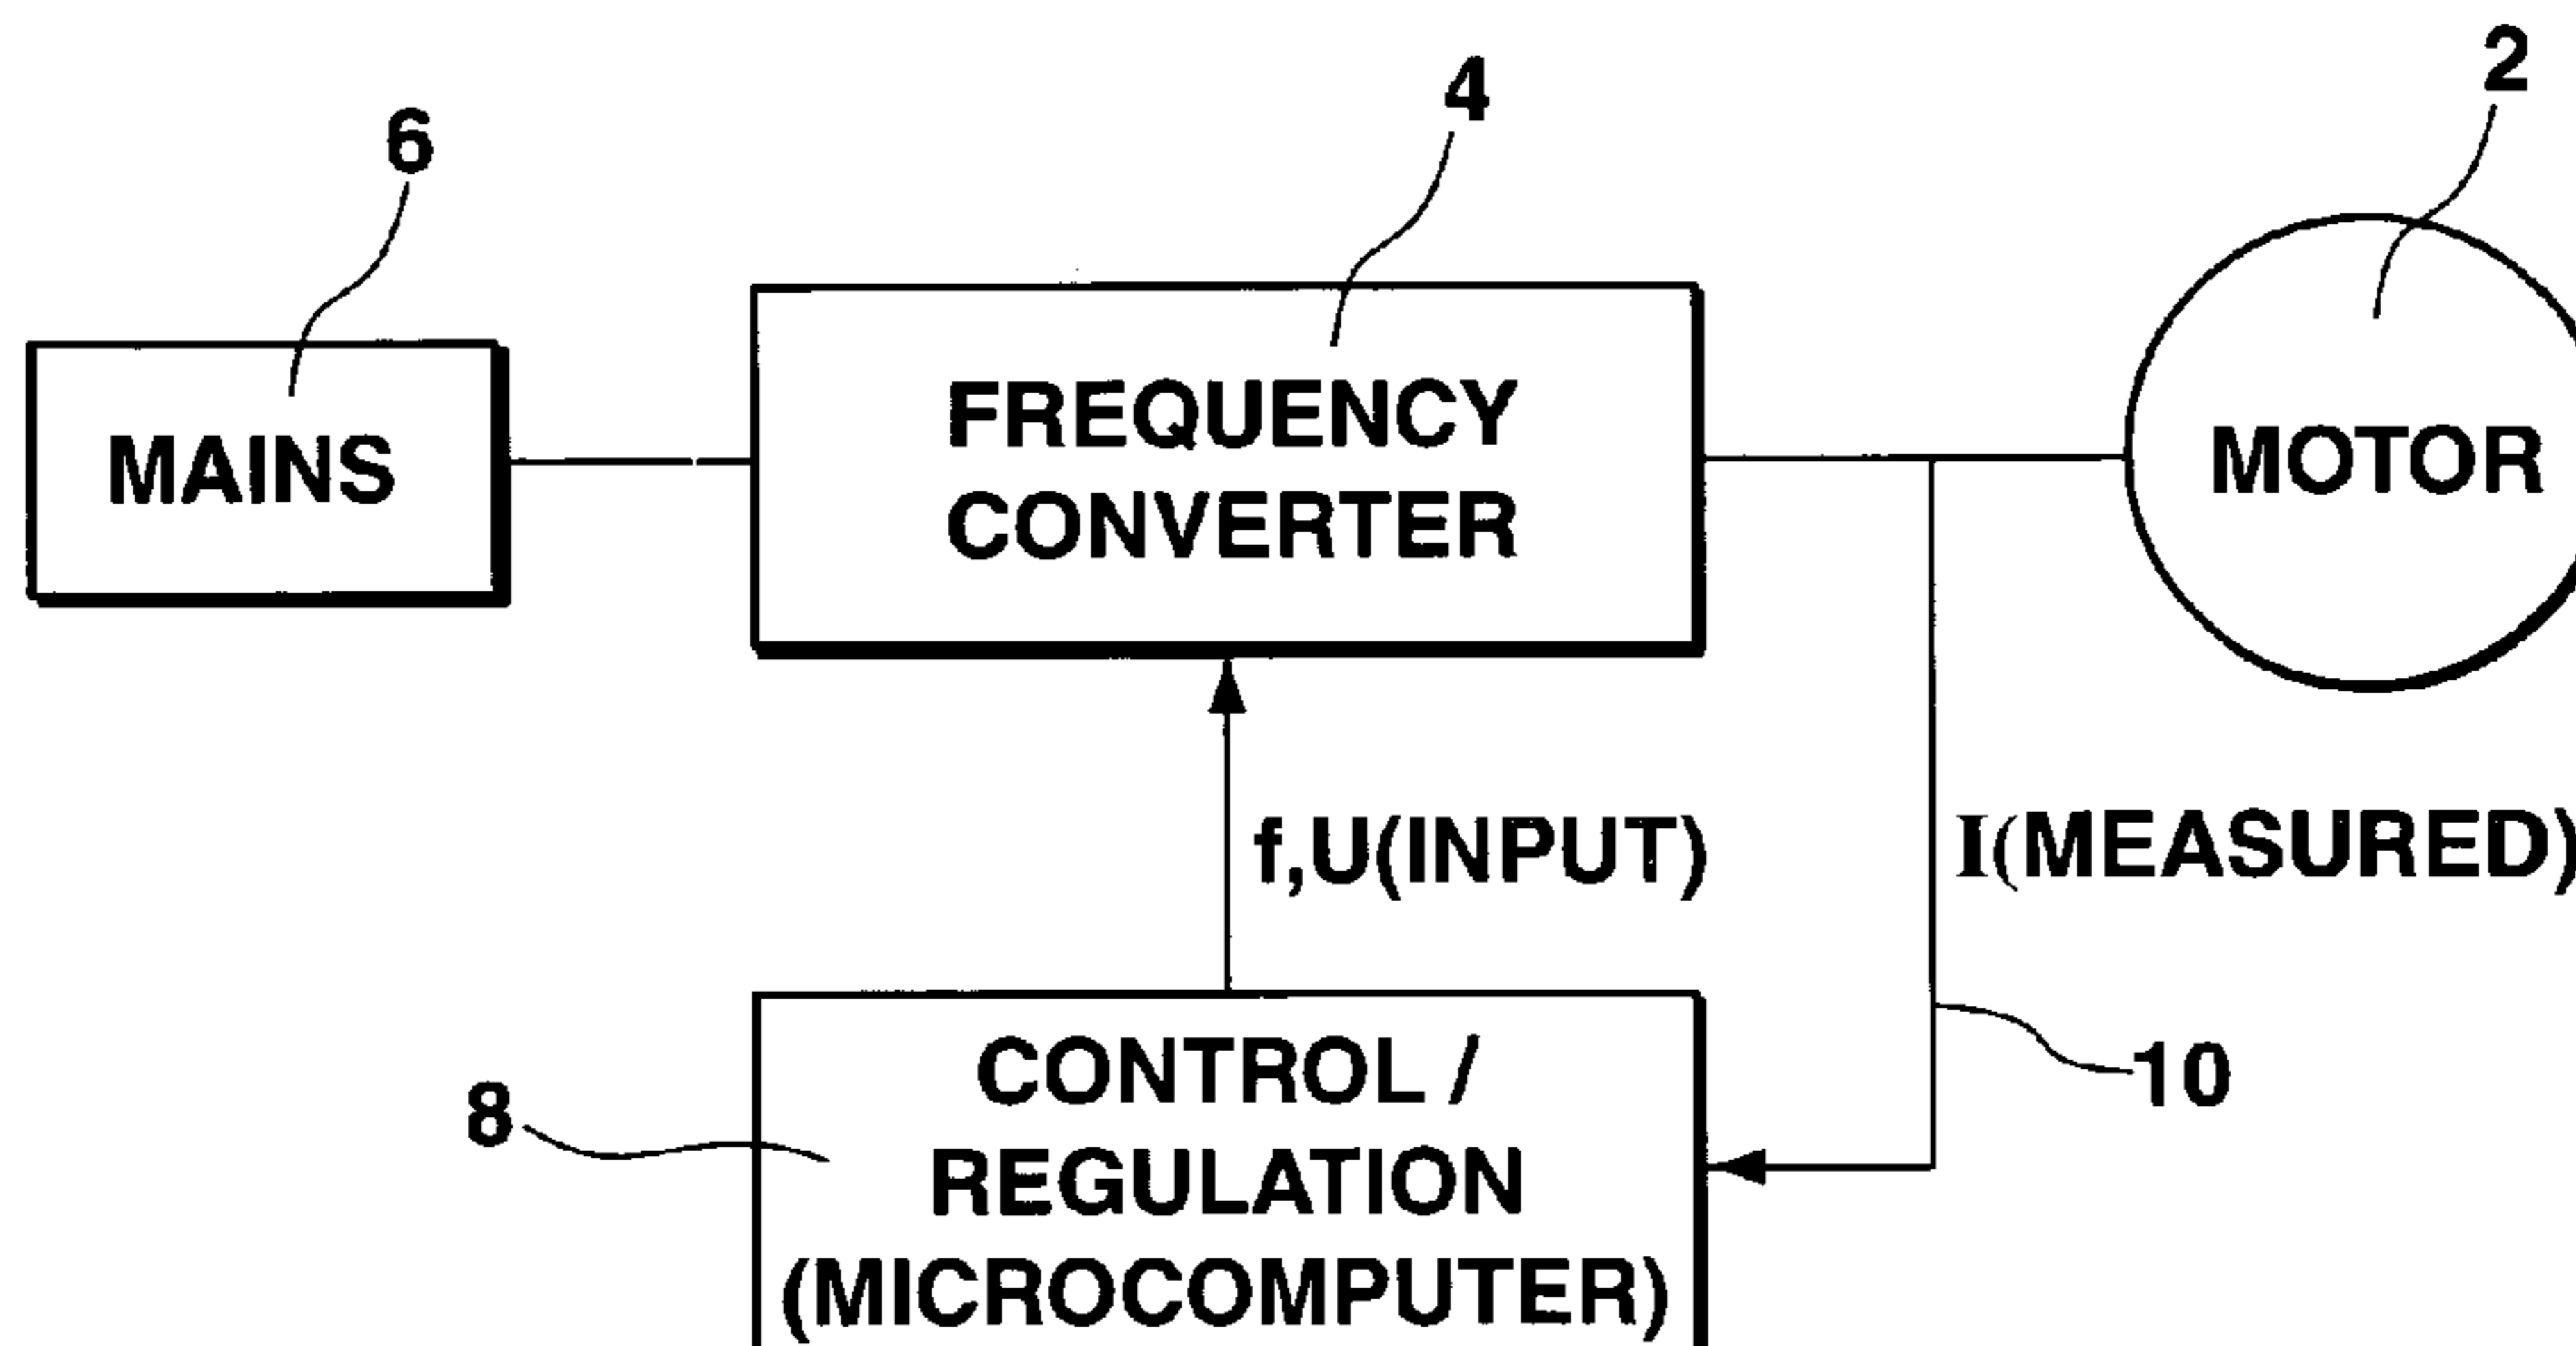 2
4
6
FREQUENCY
CONVERTER
MOTOR
MAINS
f,U(INPUT)
I(MEASURED)
CONTROL /
REGULATION
(MICROCOMPUTER)
8
10